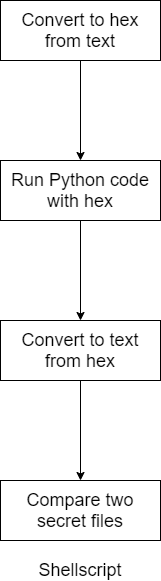 Convert to hex
from text
Run Python code
with hex
Convert to text
from hex
Compare two
secret files
Shellscript